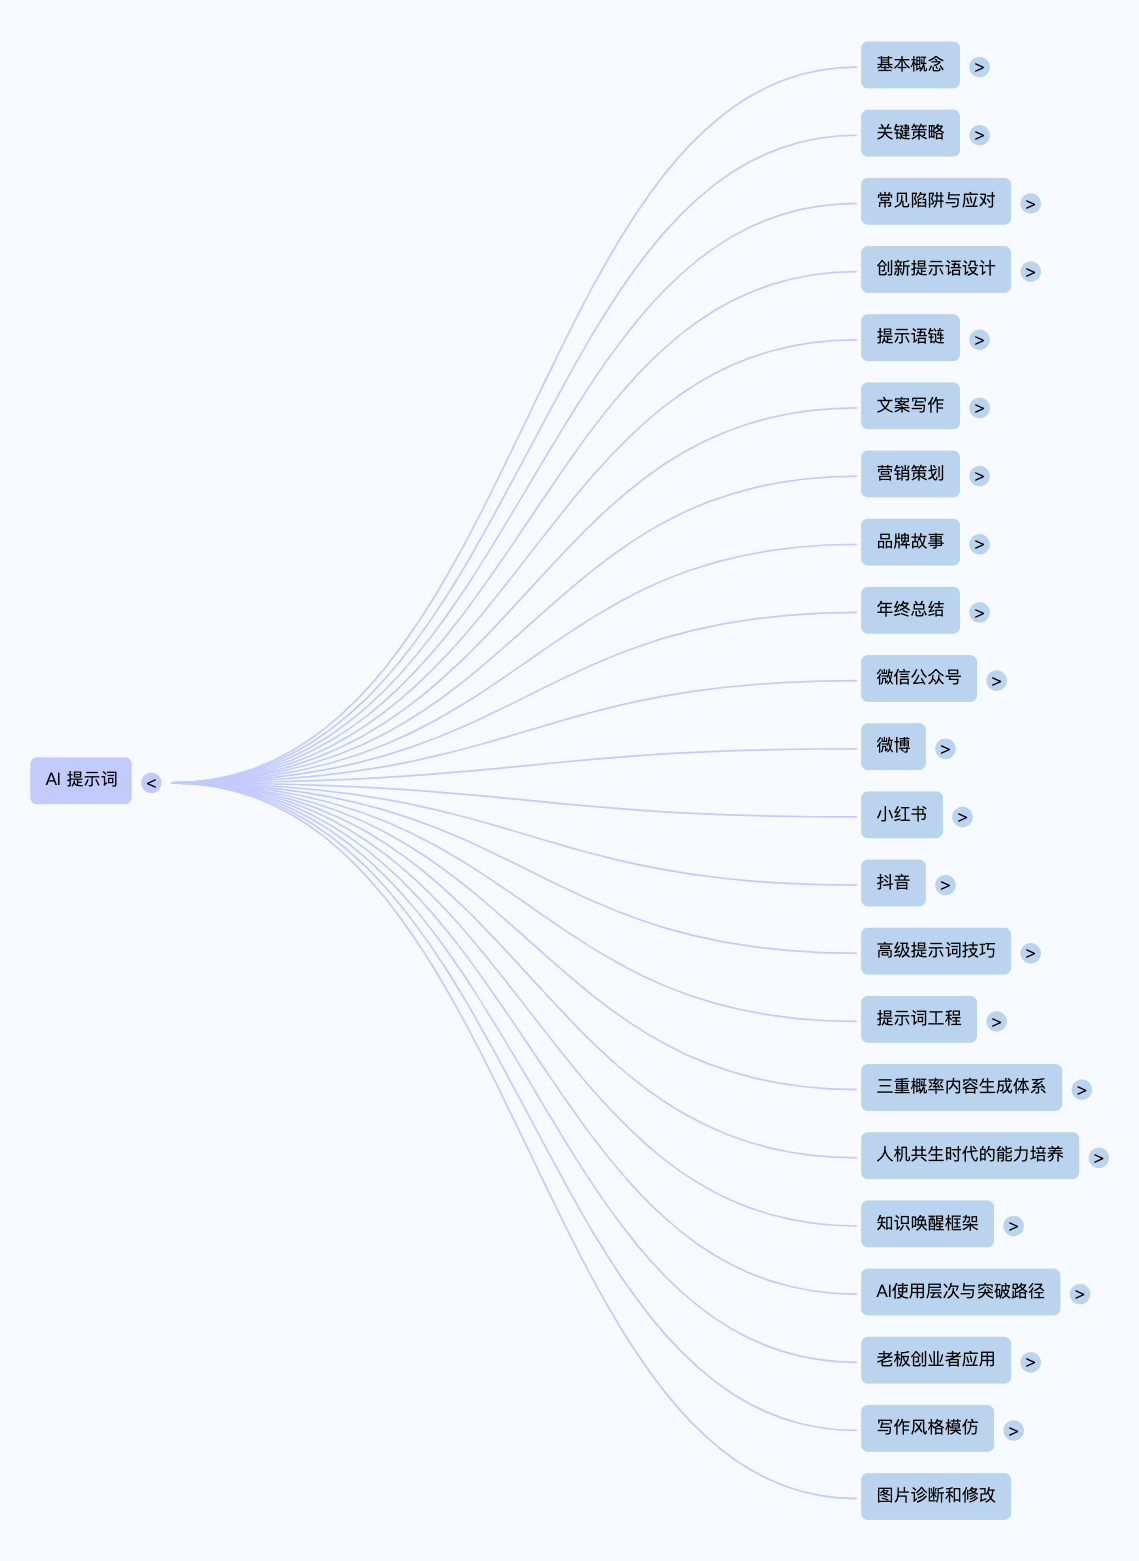 基本概念 >
关键策略 >
常见陷阱与应对 >
创新提示语设计 >
提示语链 >
文案写作 >
营销策划 >
品牌故事 >
年终总结 >
微信公众号 >
微博 >
AI 提示词 <
小红书 >
抖音 >
高级提示词技巧 >
提示词工程 >
三重概率内容生成体系 >
人机共生时代的能力培养 >
知识唤醒框架 >
AI使用层次与突破路径 >
老板创业者应用 >
写作风格模仿 >
图片诊断和修改